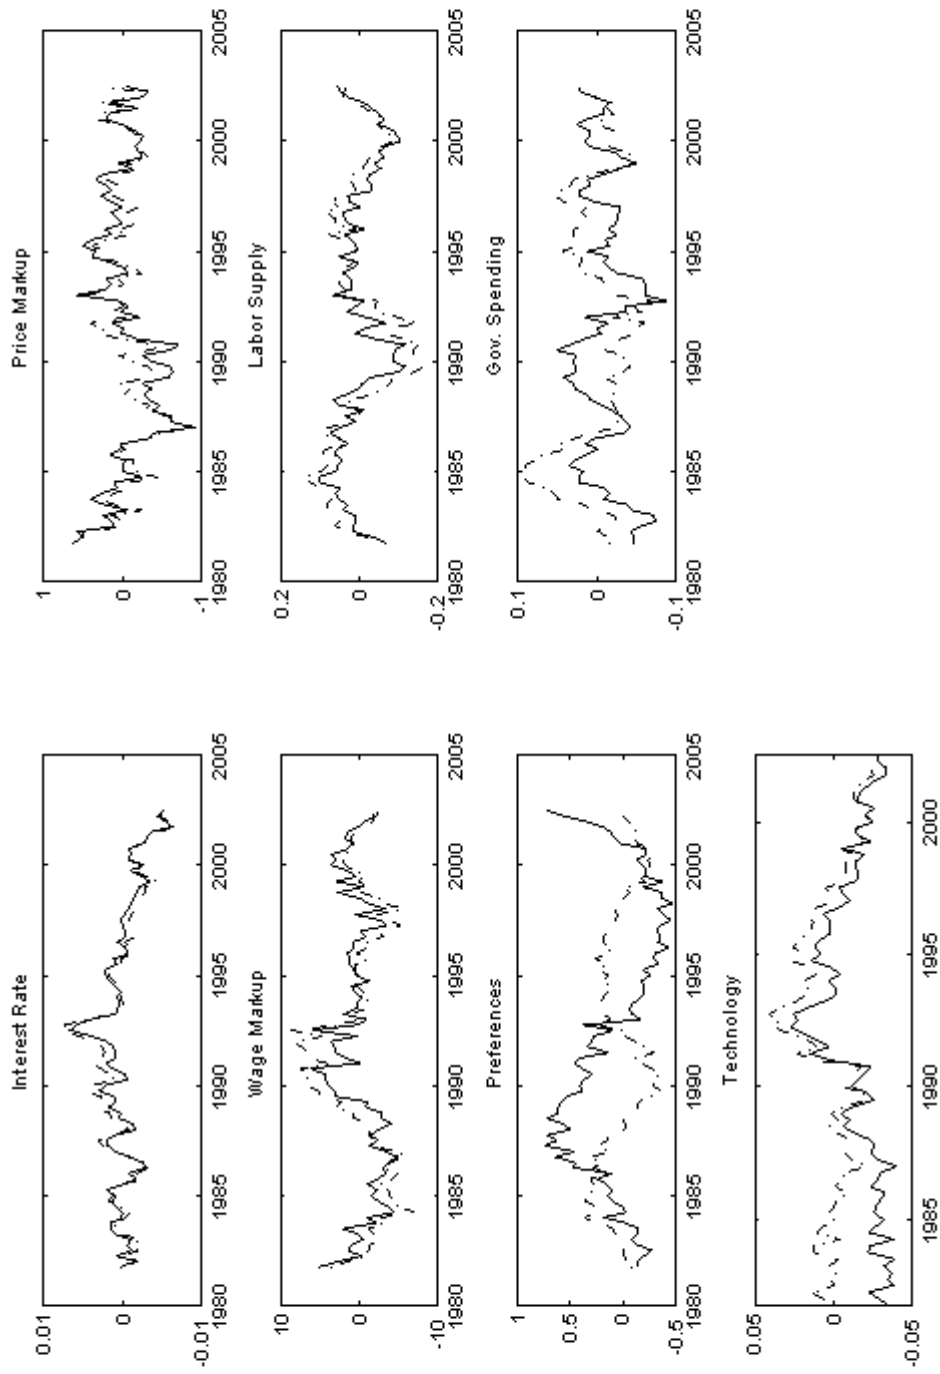 Interest Rate
0.01
0
-0.01
1980 1985 1990 1995 2000 2005
Price Markup
1
0
-1
1980 1985 1990 1995 2000 2005
Wage Markup
10
0
-10
1980 1985 1990 1995 2000 2005
Labor Supply
0.2
0
-0.2
1980 1985 1990 1995 2000 2005
Preferences
1
0.5
0
-0.5
1980 1985 1990 1995 2000 2005
Gov. Spending
0.1
0
-0.1
1980 1985 1990 1995 2000 2005
Technology
0.05
0
-0.05
1985 1990 1995 2000